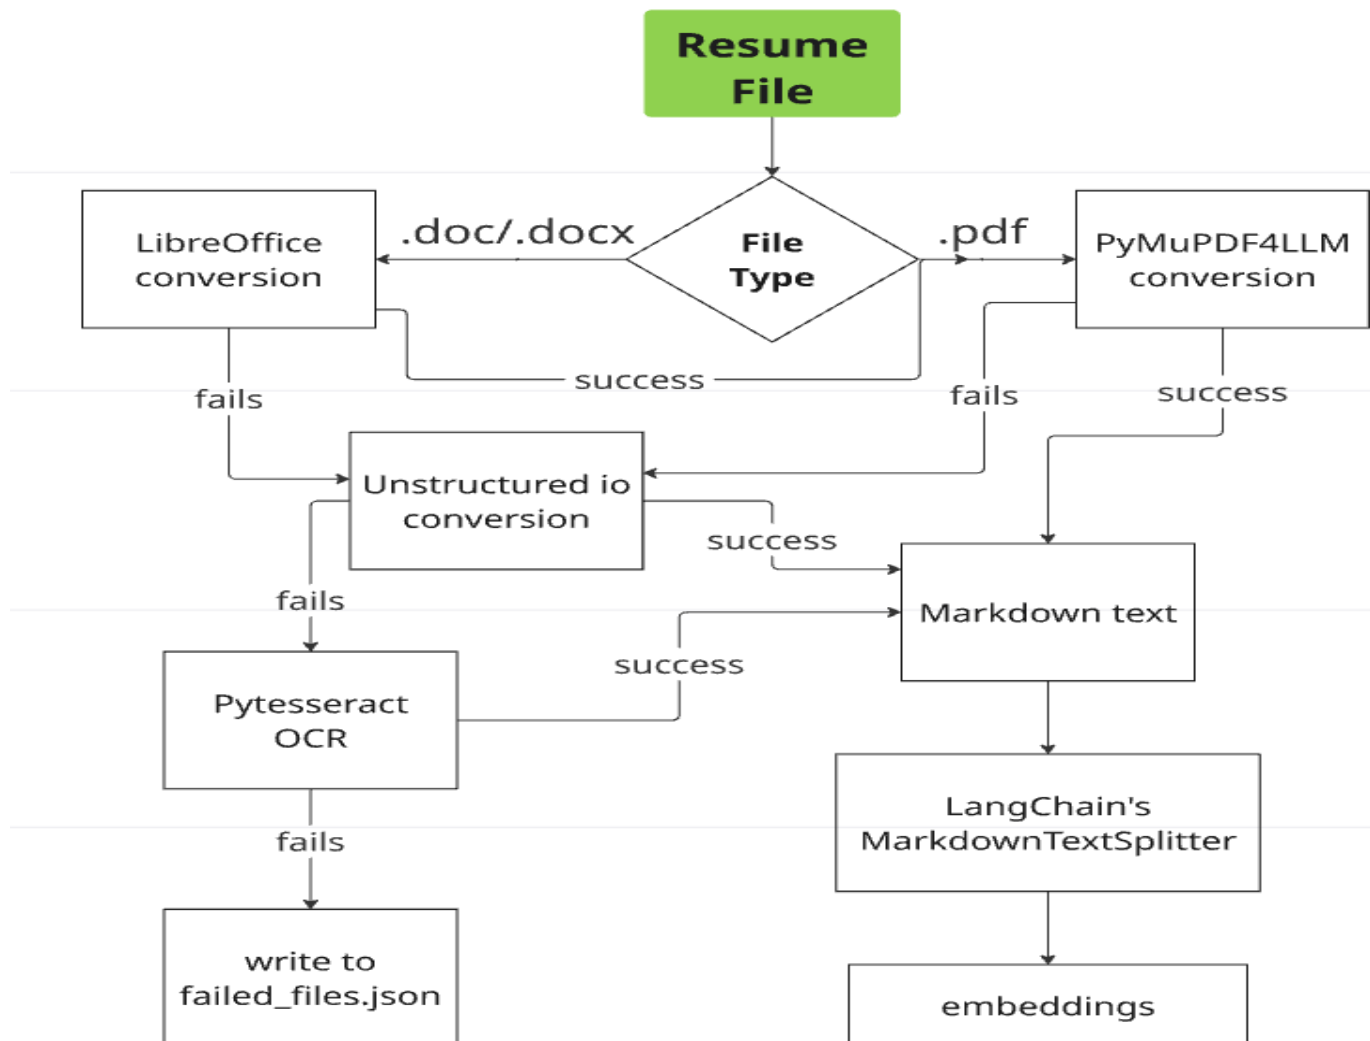 Resume
File
.doc/.docx
File
Type
.pdf
LibreOffice
conversion
PyMuPDF4LLM
conversion
success
fails
fails
success
Unstructured io
conversion
success
fails
Markdown text
success
Pytesseract
OCR
LangChain's
MarkdownTextSplitter
fails
write to
failed_files.json
embeddings